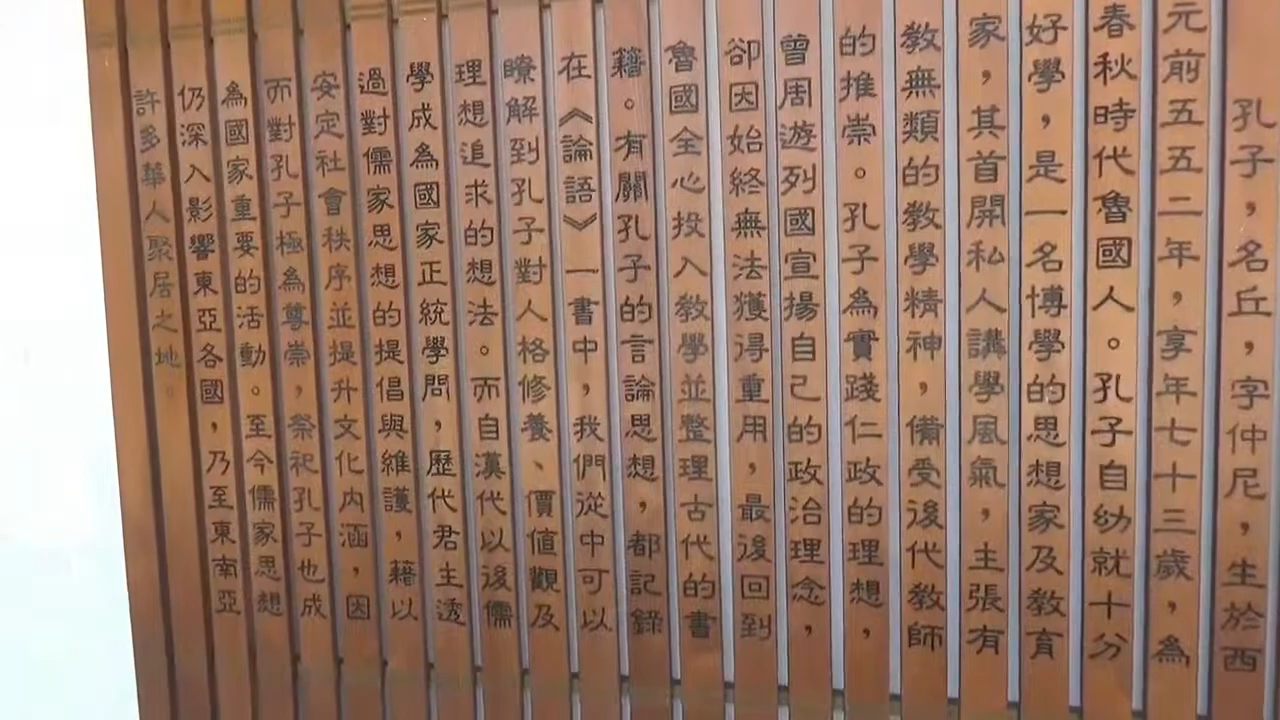 孔子，名丘，字仲尼，生於西
元前五五二年，享年七十三歲，為
春秋時代魯國人。孔子自幼就十分
好學，是一名博學的思想家及教育
家，其首開私人講學風氣，主張有
教無類的教學精神，備受後代教師
的推崇。孔子為實踐仁政的理想，
曾周遊列國宣揚自己的政治理念，
卻因始終無法獲得重用，最後回到
魯國全心投入教學並整理古代的書
籍。有關孔子的言論思想，都記錄
在《論語》一書中，我們從中可以
瞭解到孔子對人格修養、價值觀及
理想追求的想法。而自漢代以後儒
學成為國家正統學問，歷代君主透
過對儒家思想的提倡與維護，藉以
安定社會秩序並提升文化內涵，因
而對孔子極為尊崇，祭祀孔子也成
為國家重要的活動。至今儒家思想
仍深入影響東亞各國，乃至東南亞
許多華人聚居之地。